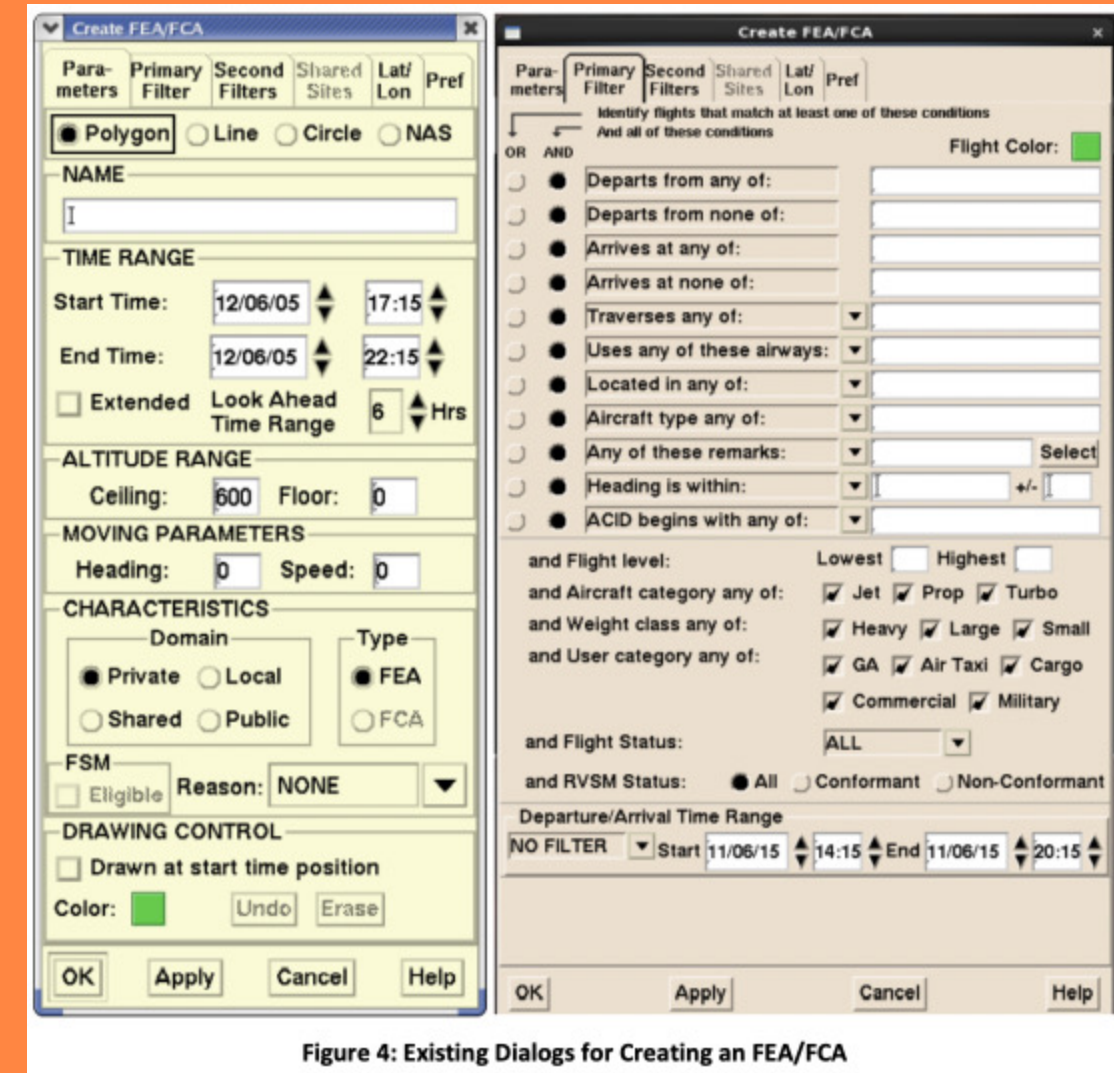 Create FEA/FCA
Para-meters Primary Filter Second Filters Shared Sites Lat/Lon Pref
Polygon Line Circle NAS
NAME
TIME RANGE
Start Time: 12/06/05 17:15
End Time: 12/06/05 22:15
Extended Look Ahead Time Range 6 Hrs
ALTITUDE RANGE
Ceiling: 600 Floor: 0
MOVING PARAMETERS
Heading: 0 Speed: 0
CHARACTERISTICS
Domain Type
Private Local FEA
Shared Public FCA
FSM
Eligible Reason: NONE
DRAWING CONTROL
Drawn at start time position
Color: Undo Erase
OK Apply Cancel Help
Create FEA/FCA
Para-meters Primary Filter Second Filters Shared Sites Lat/Lon Pref
Identify flights that match at least one of these conditions
And all of these conditions
Flight Color:
OR AND
Departs from any of:
Departs from none of:
Arrives at any of:
Arrives at none of:
Traverses any of:
Uses any of these airways:
Located in any of:
Aircraft type any of:
Any of these remarks: Select
Heading is within: +/-
ACID begins with any of:
and Flight level: Lowest Highest
and Aircraft category any of: Jet Prop Turbo
and Weight class any of: Heavy Large Small
and User category any of: GA Air Taxi Cargo
Commercial Military
and Flight Status: ALL
and RVSM Status: All Conformant Non-Conformant
Departure/Arrival Time Range
NO FILTER Start 11/06/15 14:15 End 11/06/15 20:15
OK Apply Cancel Help
Figure 4: Existing Dialogs for Creating an FEA/FCA